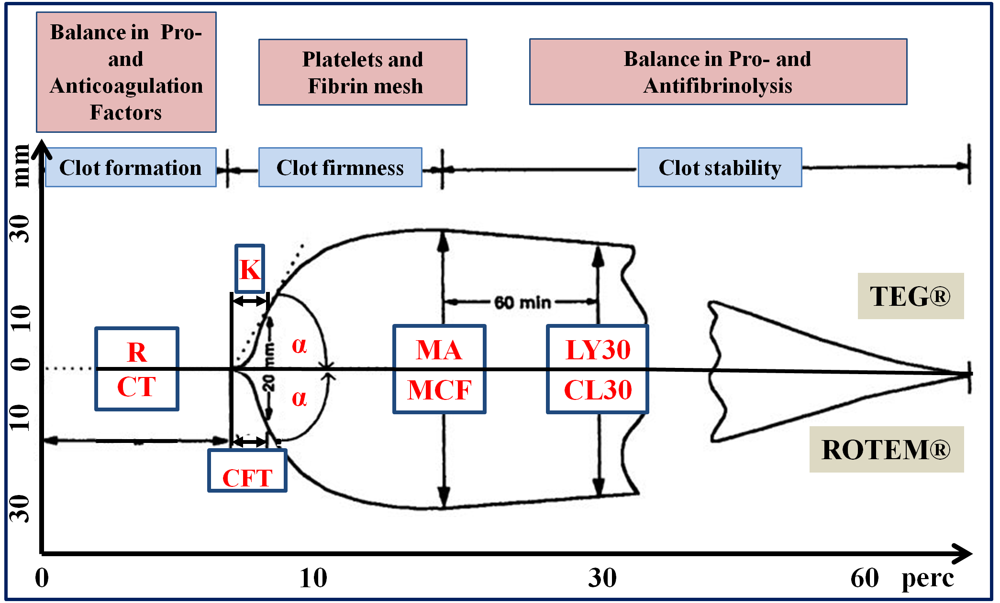 Balance in Pro-
and
Anticoagulation
Factors
Platelets and
Fibrin mesh
Balance in Pro- and
Antifibrinolysis
mm
Clot formation
Clot firmness
Clot stability
30
10
0
10
30
K
R
CT
α
α
20 mm
CFT
60 min
MA
MCF
LY30
CL30
TEG®
ROTEM®
0
10
30
60 perc